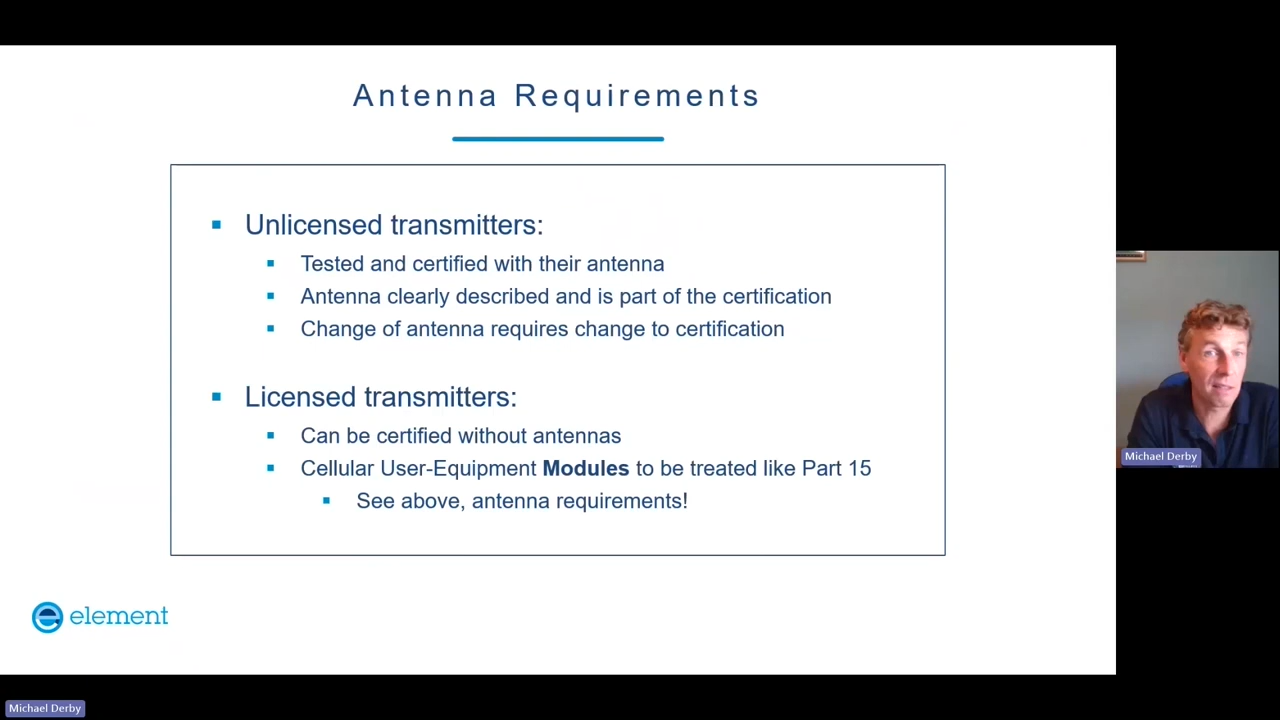 Antenna Requirements
Unlicensed transmitters:
Tested and certified with their antenna
Antenna clearly described and is part of the certification
Change of antenna requires change to certification
Licensed transmitters:
Can be certified without antennas
Cellular User-Equipment Modules to be treated like Part 15
See above, antenna requirements!
element
Michael Derby
Michael Derby